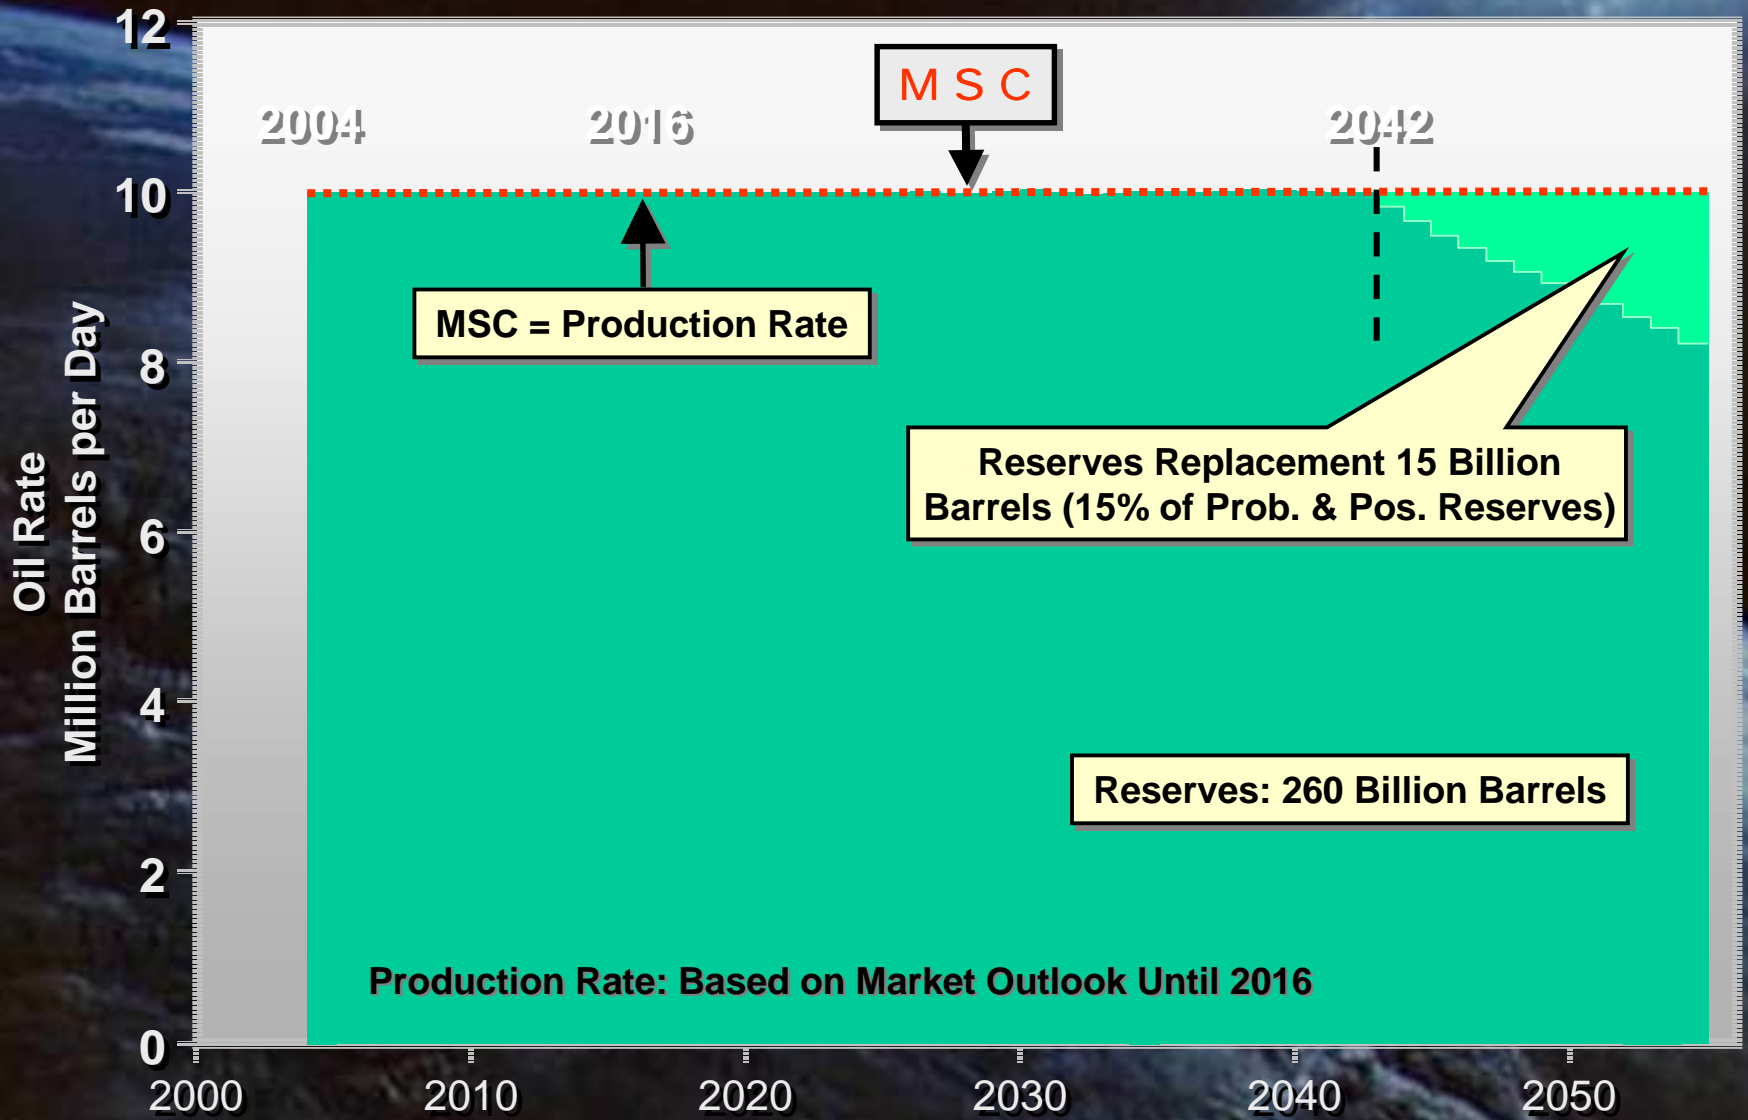 12
M S C
2004 2016 2042
10
MSC = Production Rate
8
Reserves Replacement 15 Billion
Barrels (15% of Prob. & Pos. Reserves)
6
Oil Rate
Million Barrels per Day
4
Reserves: 260 Billion Barrels
2
Production Rate: Based on Market Outlook Until 2016
0
2000 2010 2020 2030 2040 2050